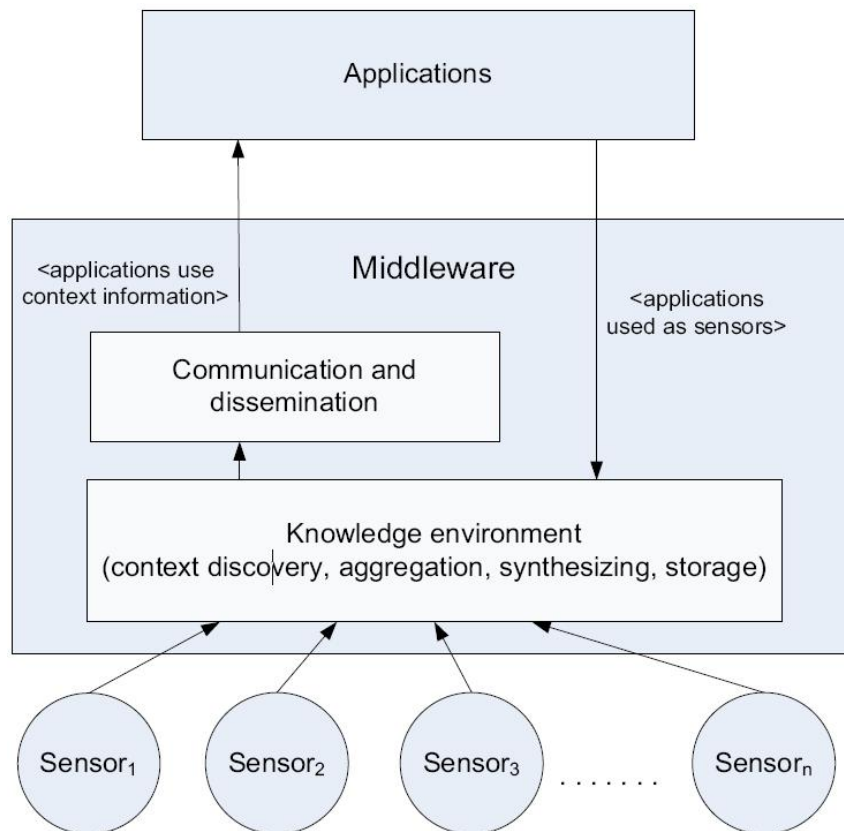 Applications
<applications use
context information>
Middleware
<applications
used as sensors>
Communication and
dissemination
Knowledge environment
(context discovery, aggregation, synthesizing, storage)
Sensor₁
Sensor₂
Sensor₃
. . . . . . .
Sensorₙ